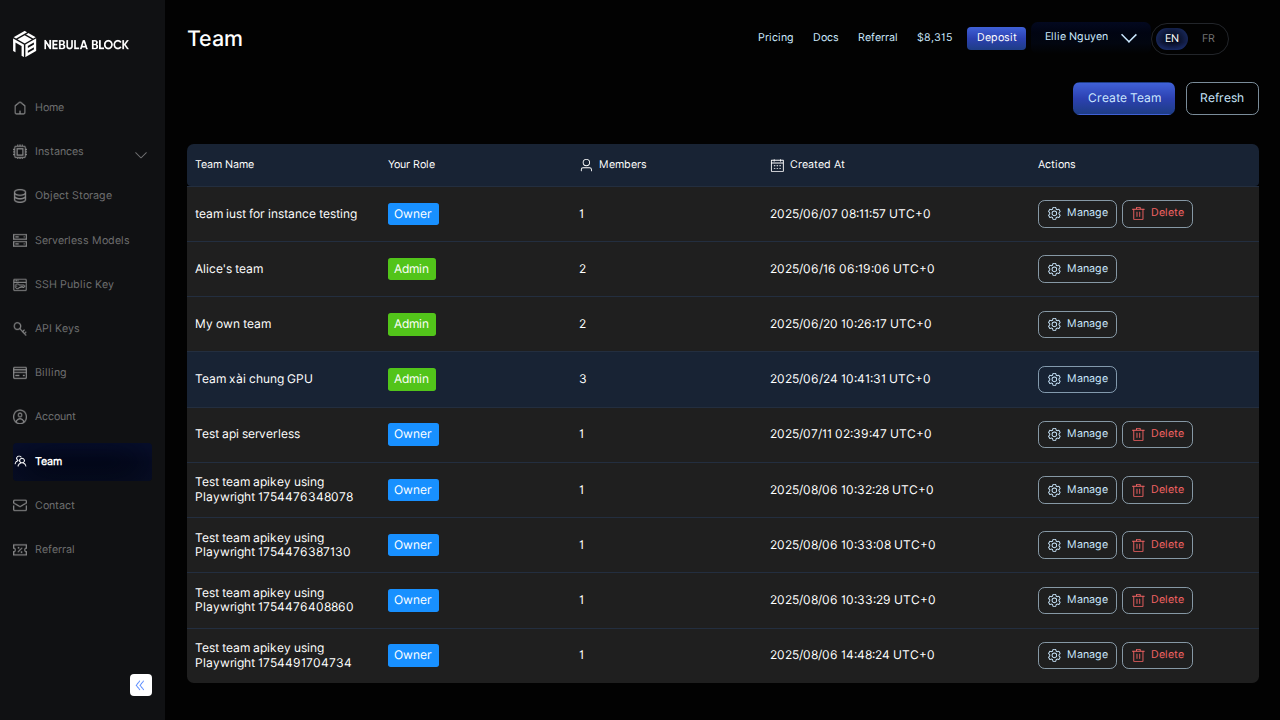 NEBULA BLOCK
Team
Pricing
Docs
Referral
$8,315
Deposit
Ellie Nguyen
EN
FR
Home
Instances
Object Storage
Serverless Models
SSH Public Key
API Keys
Billing
Account
Team
Contact
Referral
Create Team
Refresh
Team Name
Your Role
Members
Created At
Actions
team iust for instance testing
Owner
1
2025/06/07 08:11:57 UTC+0
Manage
Delete
Alice's team
Admin
2
2025/06/16 06:19:06 UTC+0
Manage
My own team
Admin
2
2025/06/20 10:26:17 UTC+0
Manage
Team xài chung GPU
Admin
3
2025/06/24 10:41:31 UTC+0
Manage
Test api serverless
Owner
1
2025/07/11 02:39:47 UTC+0
Manage
Delete
Test team apikey using
Playwright 1754476348078
Owner
1
2025/08/06 10:32:28 UTC+0
Manage
Delete
Test team apikey using
Playwright 1754476387130
Owner
1
2025/08/06 10:33:08 UTC+0
Manage
Delete
Test team apikey using
Playwright 1754476408860
Owner
1
2025/08/06 10:33:29 UTC+0
Manage
Delete
Test team apikey using
Playwright 1754491704734
Owner
1
2025/08/06 14:48:24 UTC+0
Manage
Delete